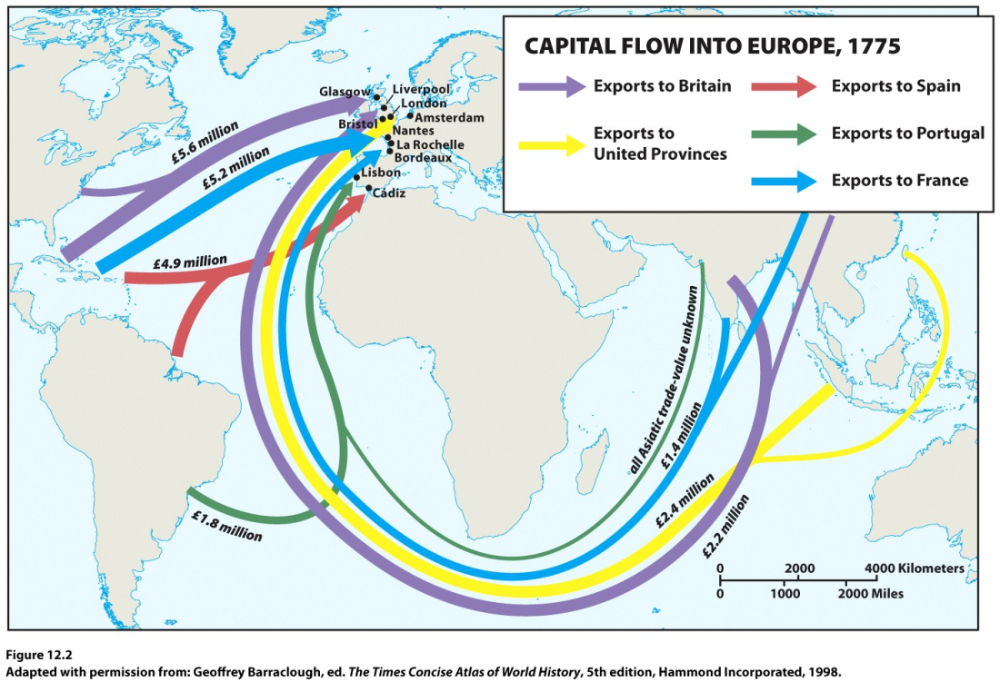 CAPITAL FLOW INTO EUROPE, 1775
Exports to Britain
Exports to Spain
Exports to
United Provinces
Exports to Portugal
Exports to France
Glasgow
Liverpool
London
Bristol
Amsterdam
Nantes
La Rochelle
Bordeaux
Lisbon
Cádiz
£5.6 million
£5.2 million
£4.9 million
£1.8 million
all Asiatic trade-value unknown
£1.4 million
£2.4 million
£2.2 million
0 2000 4000 Kilometers
0 1000 2000 Miles
Figure 12.2
Adapted with permission from: Geoffrey Barraclough, ed. The Times Concise Atlas of World History, 5th edition, Hammond Incorporated, 1998.